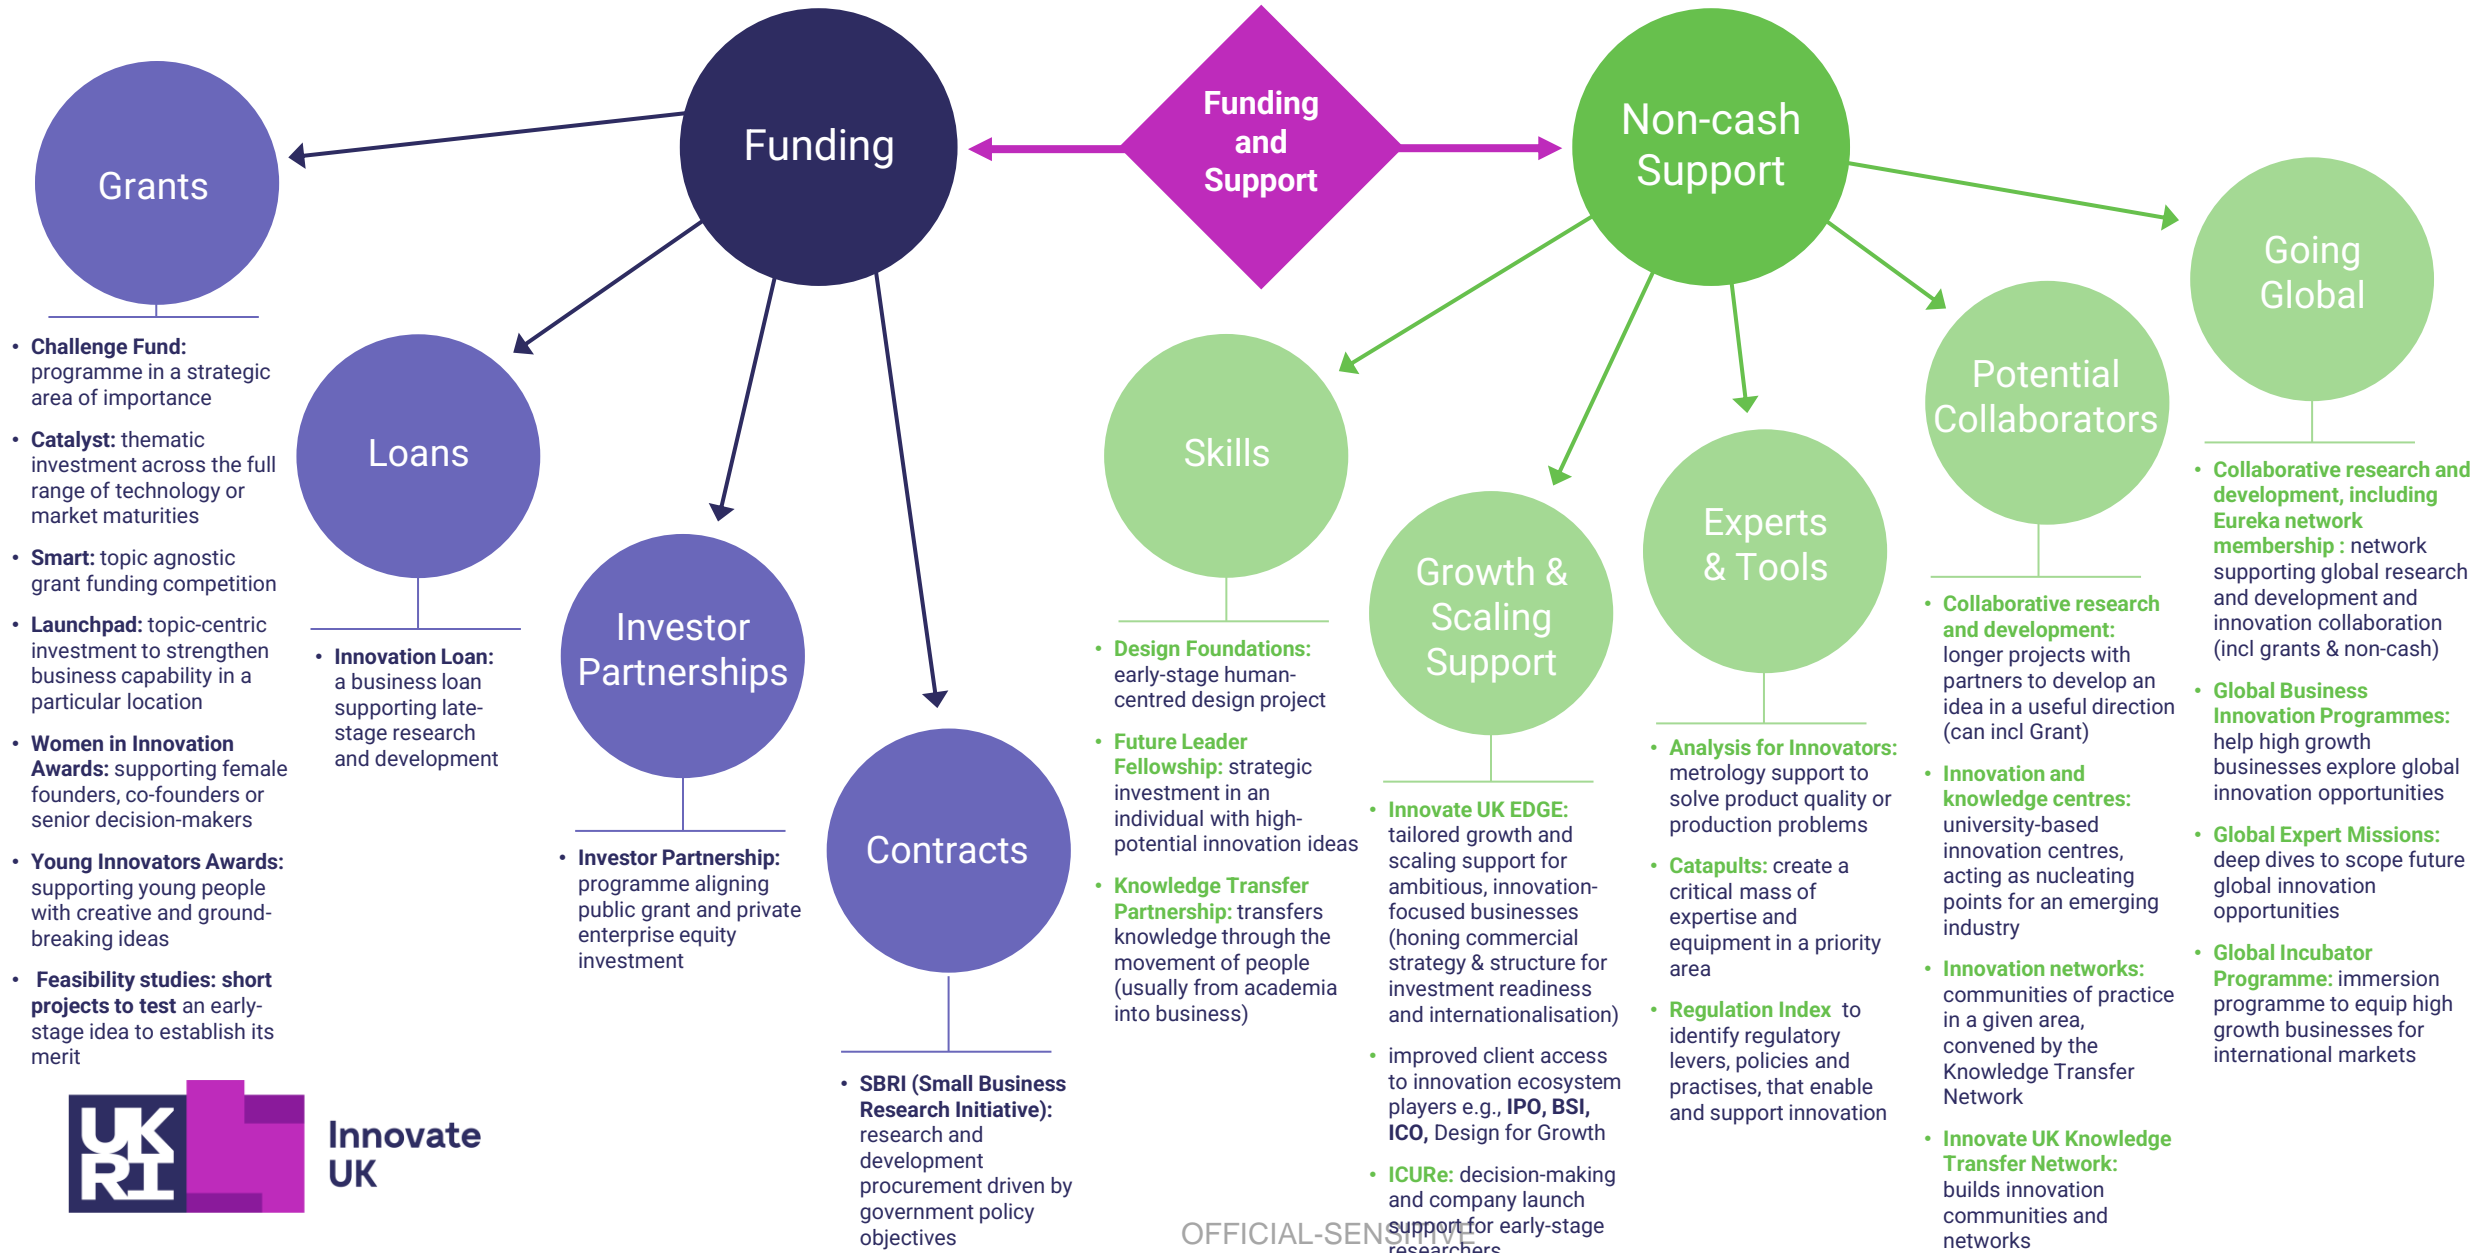 Funding
and
Support
Funding
Grants
• Challenge Fund:
programme in a strategic
area of importance
• Catalyst: thematic
investment across the full
range of technology or
market maturities
• Smart: topic agnostic
grant funding competition
• Launchpad: topic-centric
investment to strengthen
business capability in a
particular location
• Women in Innovation
Awards: supporting female
founders, co-founders or
senior decision-makers
• Young Innovators Awards:
supporting young people
with creative and ground-
breaking ideas
• Feasibility studies: short
projects to test an early-
stage idea to establish its
merit
Loans
• Innovation Loan:
a business loan
supporting late-
stage research
and development
Investor
Partnerships
• Investor Partnership:
programme aligning
public grant and private
enterprise equity
investment
Contracts
• SBRI (Small Business
Research Initiative):
research and
development
procurement driven by
government policy
objectives
Non-cash
Support
Skills
• Design Foundations:
early-stage human-
centred design project
• Future Leader
Fellowship: strategic
investment in an
individual with high-
potential innovation ideas
• Knowledge Transfer
Partnership: transfers
knowledge through the
movement of people
(usually from academia
into business)
Growth &
Scaling
Support
• Innovate UK EDGE:
tailored growth and
scaling support for
ambitious, innovation-
focused businesses
(honing commercial
strategy & structure for
investment readiness
and internationalisation)
• improved client access
to innovation ecosystem
players e.g., IPO, BSI,
ICO, Design for Growth
• ICURe: decision-making
and company launch
support for early-stage
researchers
Experts
& Tools
• Analysis for Innovators:
metrology support to
solve product quality or
production problems
• Catapults: create a
critical mass of
expertise and
equipment in a priority
area
• Regulation Index to
identify regulatory
levers, policies and
practises, that enable
and support innovation
Potential
Collaborators
• Collaborative research
and development:
longer projects with
partners to develop an
idea in a useful direction
(can incl Grant)
• Innovation and
knowledge centres:
university-based
innovation centres,
acting as nucleating
points for an emerging
industry
• Innovation networks:
communities of practice
in a given area,
convened by the
Knowledge Transfer
Network
• Innovate UK Knowledge
Transfer Network:
builds innovation
communities and
networks
Going
Global
• Collaborative research and
development, including
Eureka network
membership : network
supporting global research
and development and
innovation collaboration
(incl grants & non-cash)
• Global Business
Innovation Programmes:
help high growth
businesses explore global
innovation opportunities
• Global Expert Missions:
deep dives to scope future
global innovation
opportunities
• Global Incubator
Programme: immersion
programme to equip high
growth businesses for
international markets
UK
RI
Innovate
UK
OFFICIAL-SENSITIVE